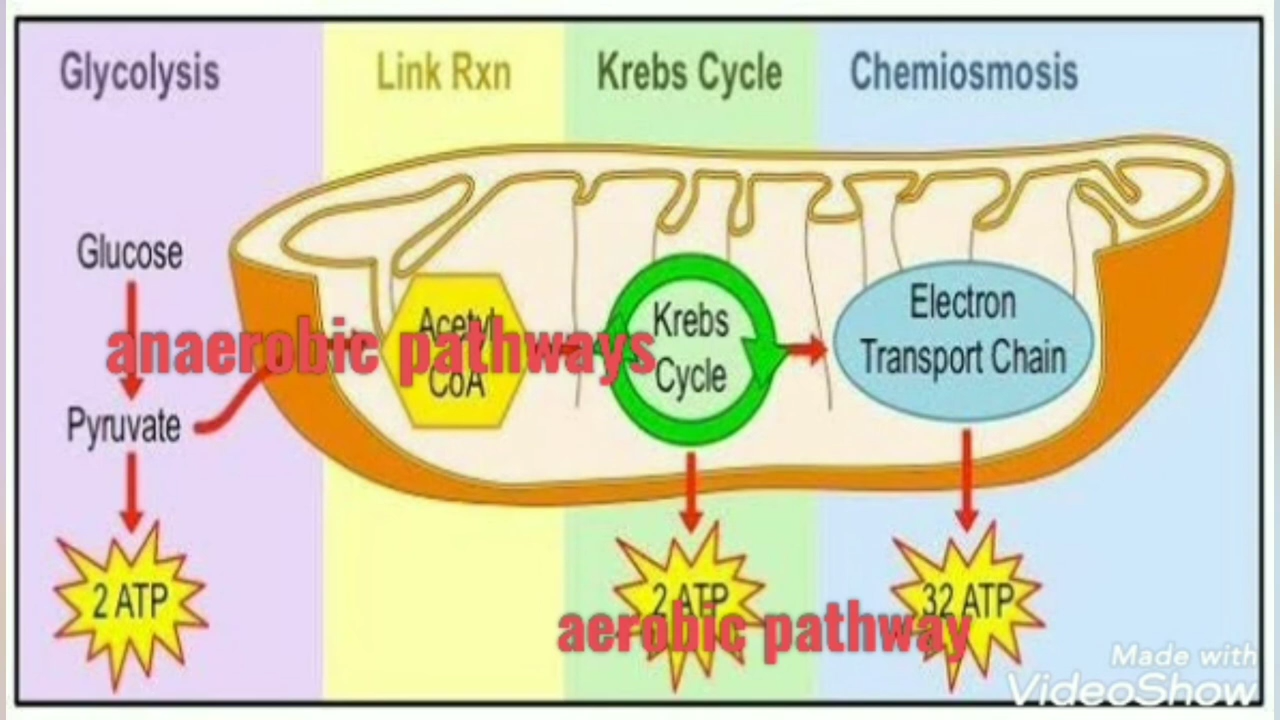 Glycolysis
Link Rxn
Krebs Cycle
Chemiosmosis
Glucose
Pyruvate
2 ATP
Acetyl
CoA
Krebs
Cycle
2 ATP
Electron
Transport Chain
32 ATP
anaerobic pathways
aerobic pathway
Made with
VideoShow